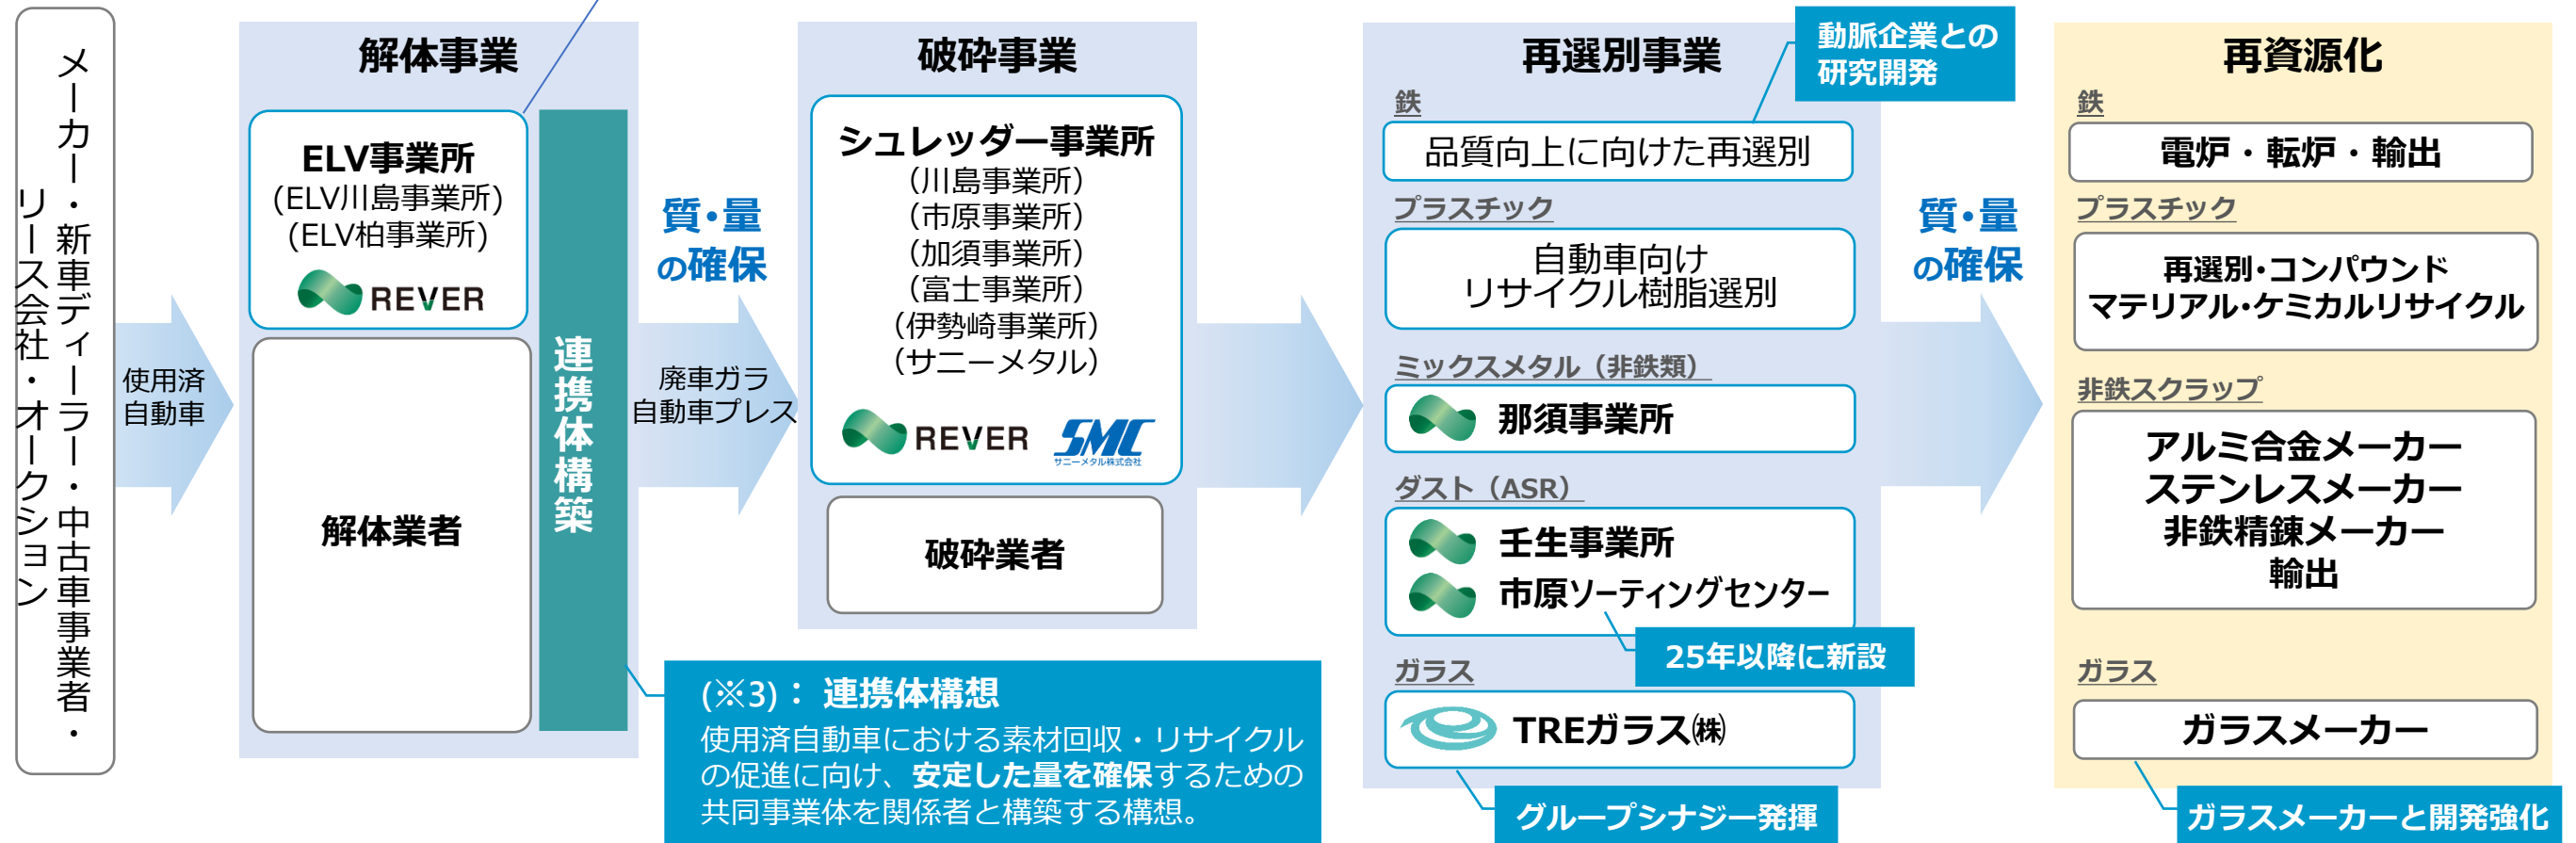 メーカー・新車ディーラー・中古車事業者・
リース会社・オークション
使用済
自動車
解体事業
ELV事業所
(ELV川島事業所)
(ELV柏事業所)
REVER
解体業者
連携体構築
質・量
の確保
廃車ガラ
自動車プレス
破砕事業
シュレッダー事業所
（川島事業所）
（市原事業所）
（加須事業所）
（富士事業所）
（伊勢崎事業所）
（サニーメタル）
REVER
SMC
サニーメタル株式会社
破砕業者
(※3)： 連携体構想
使用済自動車における素材回収・リサイクル
の促進に向け、安定した量を確保するための
共同事業体を関係者と構築する構想。
再選別事業
動脈企業との
研究開発
鉄
品質向上に向けた再選別
プラスチック
自動車向け
リサイクル樹脂選別
ミックスメタル（非鉄類）
那須事業所
ダスト（ASR）
壬生事業所
市原ソーティングセンター
25年以降に新設
ガラス
TREガラス㈱
グループシナジー発揮
質・量
の確保
再資源化
鉄
電炉・転炉・輸出
プラスチック
再選別・コンパウンド
マテリアル・ケミカルリサイクル
非鉄スクラップ
アルミ合金メーカー
ステンレスメーカー
非鉄精錬メーカー
輸出
ガラス
ガラスメーカー
ガラスメーカーと開発強化